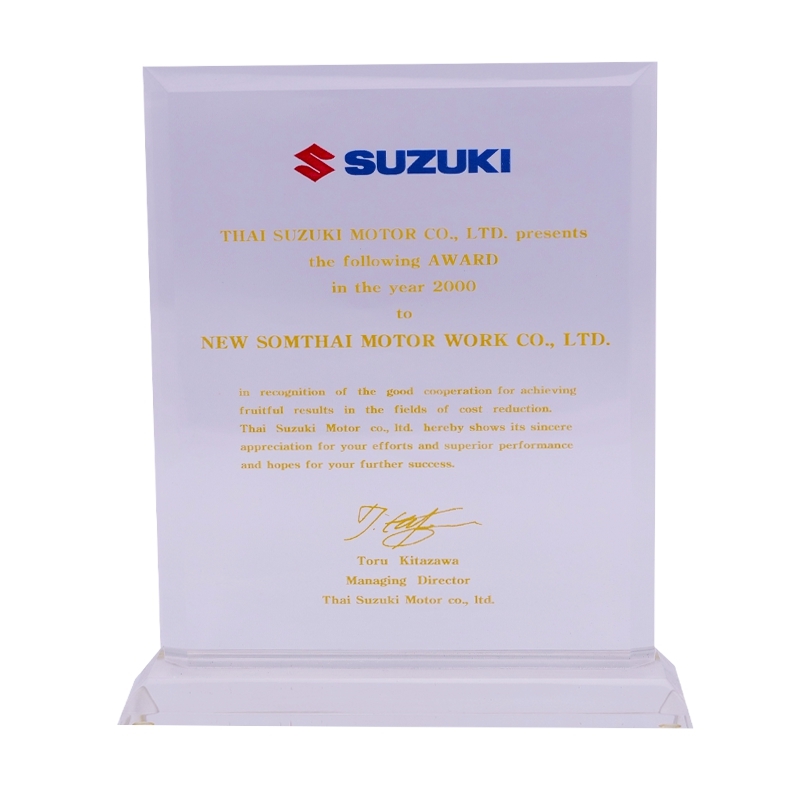 SUZUKI
THAI SUZUKI MOTOR CO., LTD. presents
the following AWARD
in the year 2000
to
NEW SOMTHAI MOTOR WORK CO., LTD.
in recognition of the good cooperation for achieving
fruitful results in the fields of cost reduction.
Thai Suzuki Motor co., ltd. hereby shows its sincere
appreciation for your efforts and superior performance
and hopes for your further success.
Toru Kitazawa
Managing Director
Thai Suzuki Motor co., ltd.